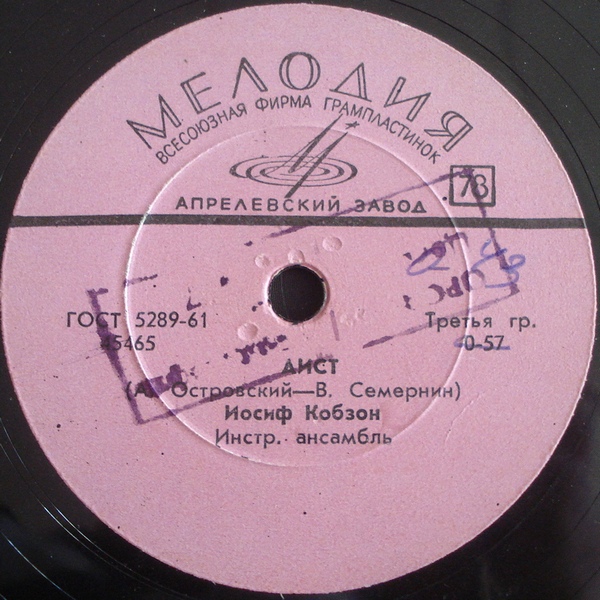 МЕЛОДИЯ
ВСЕСОЮЗНАЯ ФИРМА ГРАМПЛАСТИНОК
78
АПРЕЛЕВСКИЙ ЗАВОД
ГОСТ 5289-61 Третья гр.
45465 0-57
АИСТ
(А. Островский—В. Семернин)
Иосиф Кобзон
Инстр. ансамбль